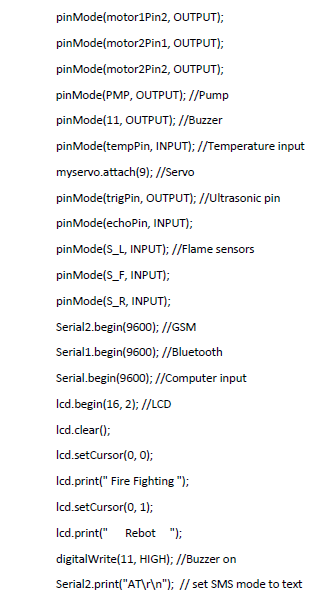 pinMode(motor1Pin2, OUTPUT);
pinMode(motor2Pin1, OUTPUT);
pinMode(motor2Pin2, OUTPUT);
pinMode(PMP, OUTPUT); //Pump
pinMode(11, OUTPUT); //Buzzer
pinMode(tempPin, INPUT); //Temperature input
myservo.attach(9); //Servo
pinMode(trigPin, OUTPUT); //Ultrasonic pin
pinMode(echoPin, INPUT);
pinMode(S_L, INPUT); //Flame sensors
pinMode(S_F, INPUT);
pinMode(S_R, INPUT);
Serial2.begin(9600); //GSM
Serial1.begin(9600); //Bluetooth
Serial.begin(9600); //Computer input
lcd.begin(16, 2); //LCD
lcd.clear();
lcd.setCursor(0, 0);
lcd.print(" Fire Fighting ");
lcd.setCursor(0, 1);
lcd.print("     Rebot    ");
digitalWrite(11, HIGH); //Buzzer on
Serial2.print("AT\r\n");  // set SMS mode to text